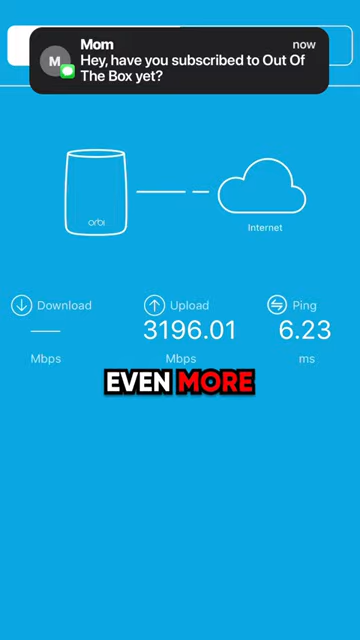 Mom
now
M
Hey, have you subscribed to Out Of
The Box yet?
orbi
Internet
Download
Upload
Ping
3196.01
6.23
Mbps
Mbps
ms
EVEN MORE